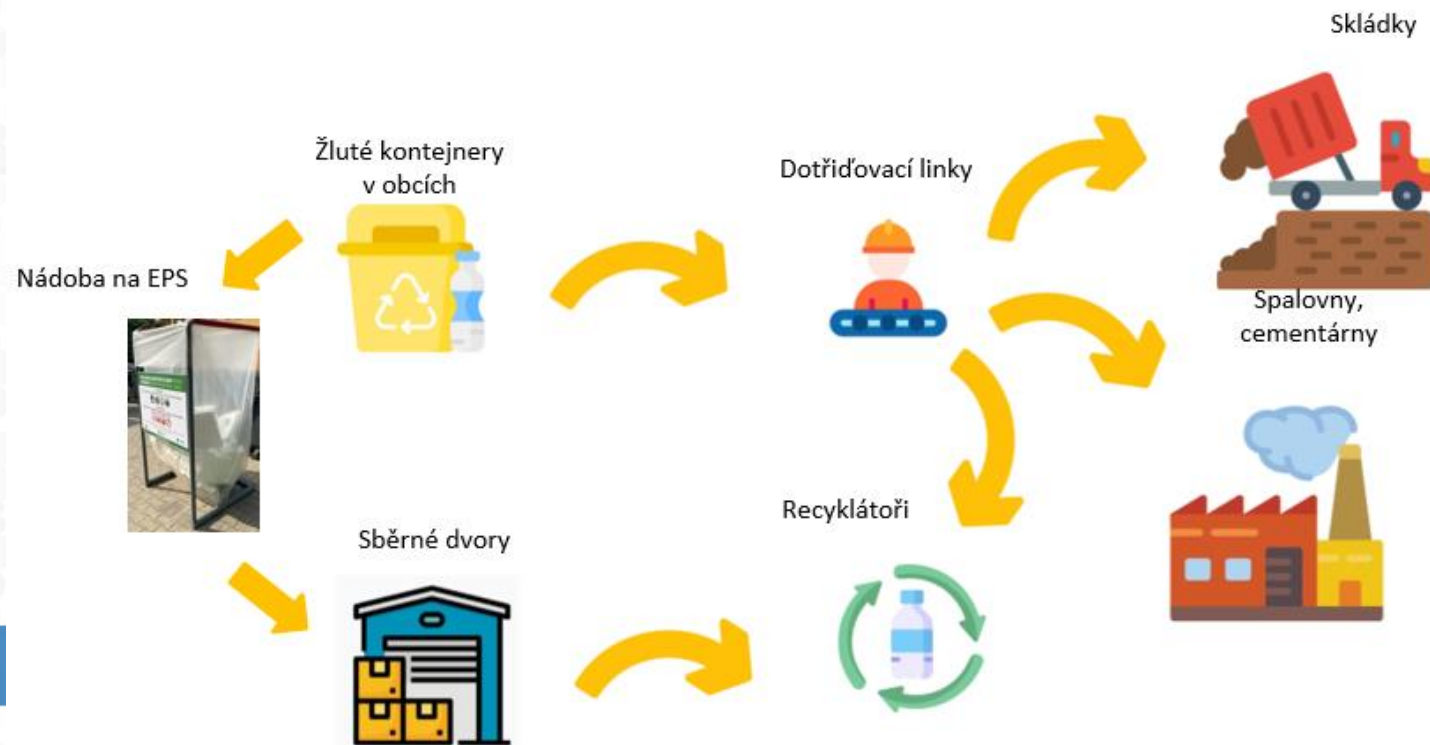 Skládky
Žluté kontejnery
v obcích
Dotřiďovací linky
Nádoba na EPS
Spalovny,
cementárny
Recyklátoři
Sběrné dvory